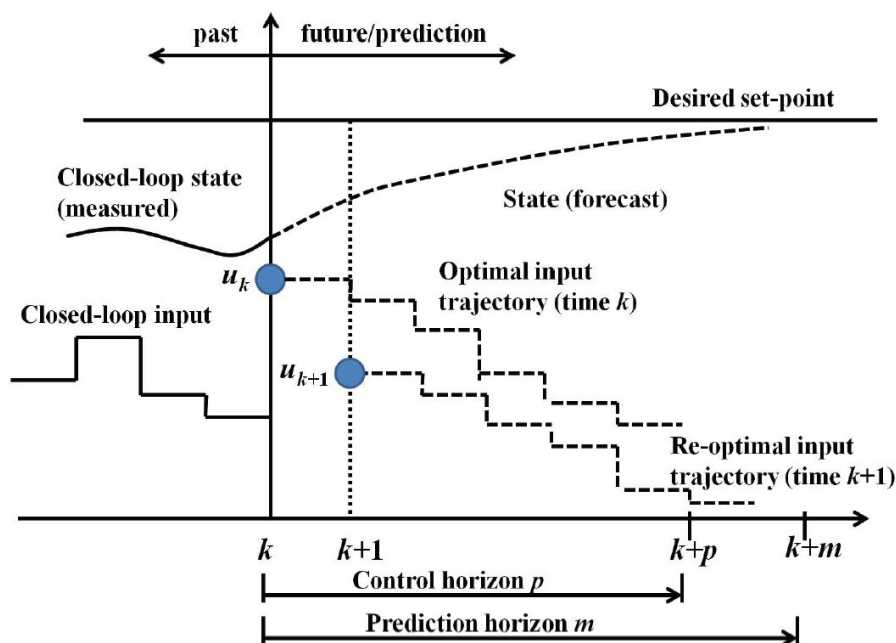 past
future/prediction
Desired set-point
Closed-loop state
(measured)
State (forecast)
u_k
Optimal input
trajectory (time k)
Closed-loop input
u_{k+1}
Re-optimal input
trajectory (time k+1)
k
k+1
k+p
k+m
Control horizon p
Prediction horizon m